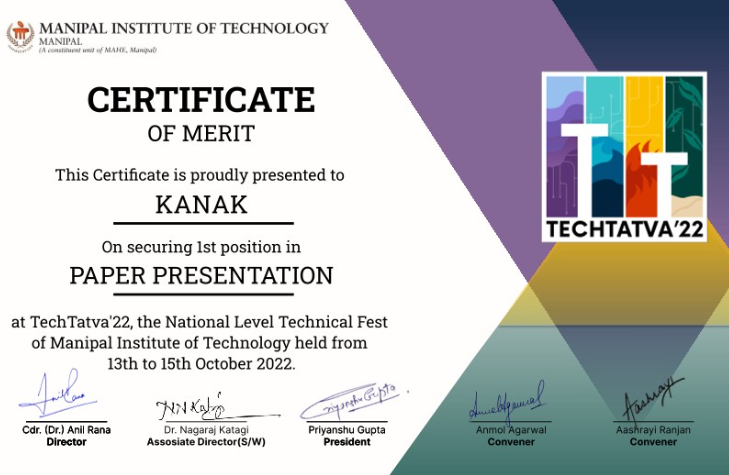 MANIPAL INSTITUTE OF TECHNOLOGY
MANIPAL
(A constituent unit of MAHE, Manipal)
CERTIFICATE
OF MERIT
This Certificate is proudly presented to
KANAK
On securing 1st position in
PAPER PRESENTATION
at TechTatva'22, the National Level Technical Fest
of Manipal Institute of Technology held from
13th to 15th October 2022.
TT
TECHTATVA'22
Cdr. (Dr.) Anil Rana
Director
Dr. Nagaraj Katagi
Assosiate Director(S/W)
Priyanshu Gupta
President
Anmol Agarwal
Convener
Aashrayi Ranjan
Convener